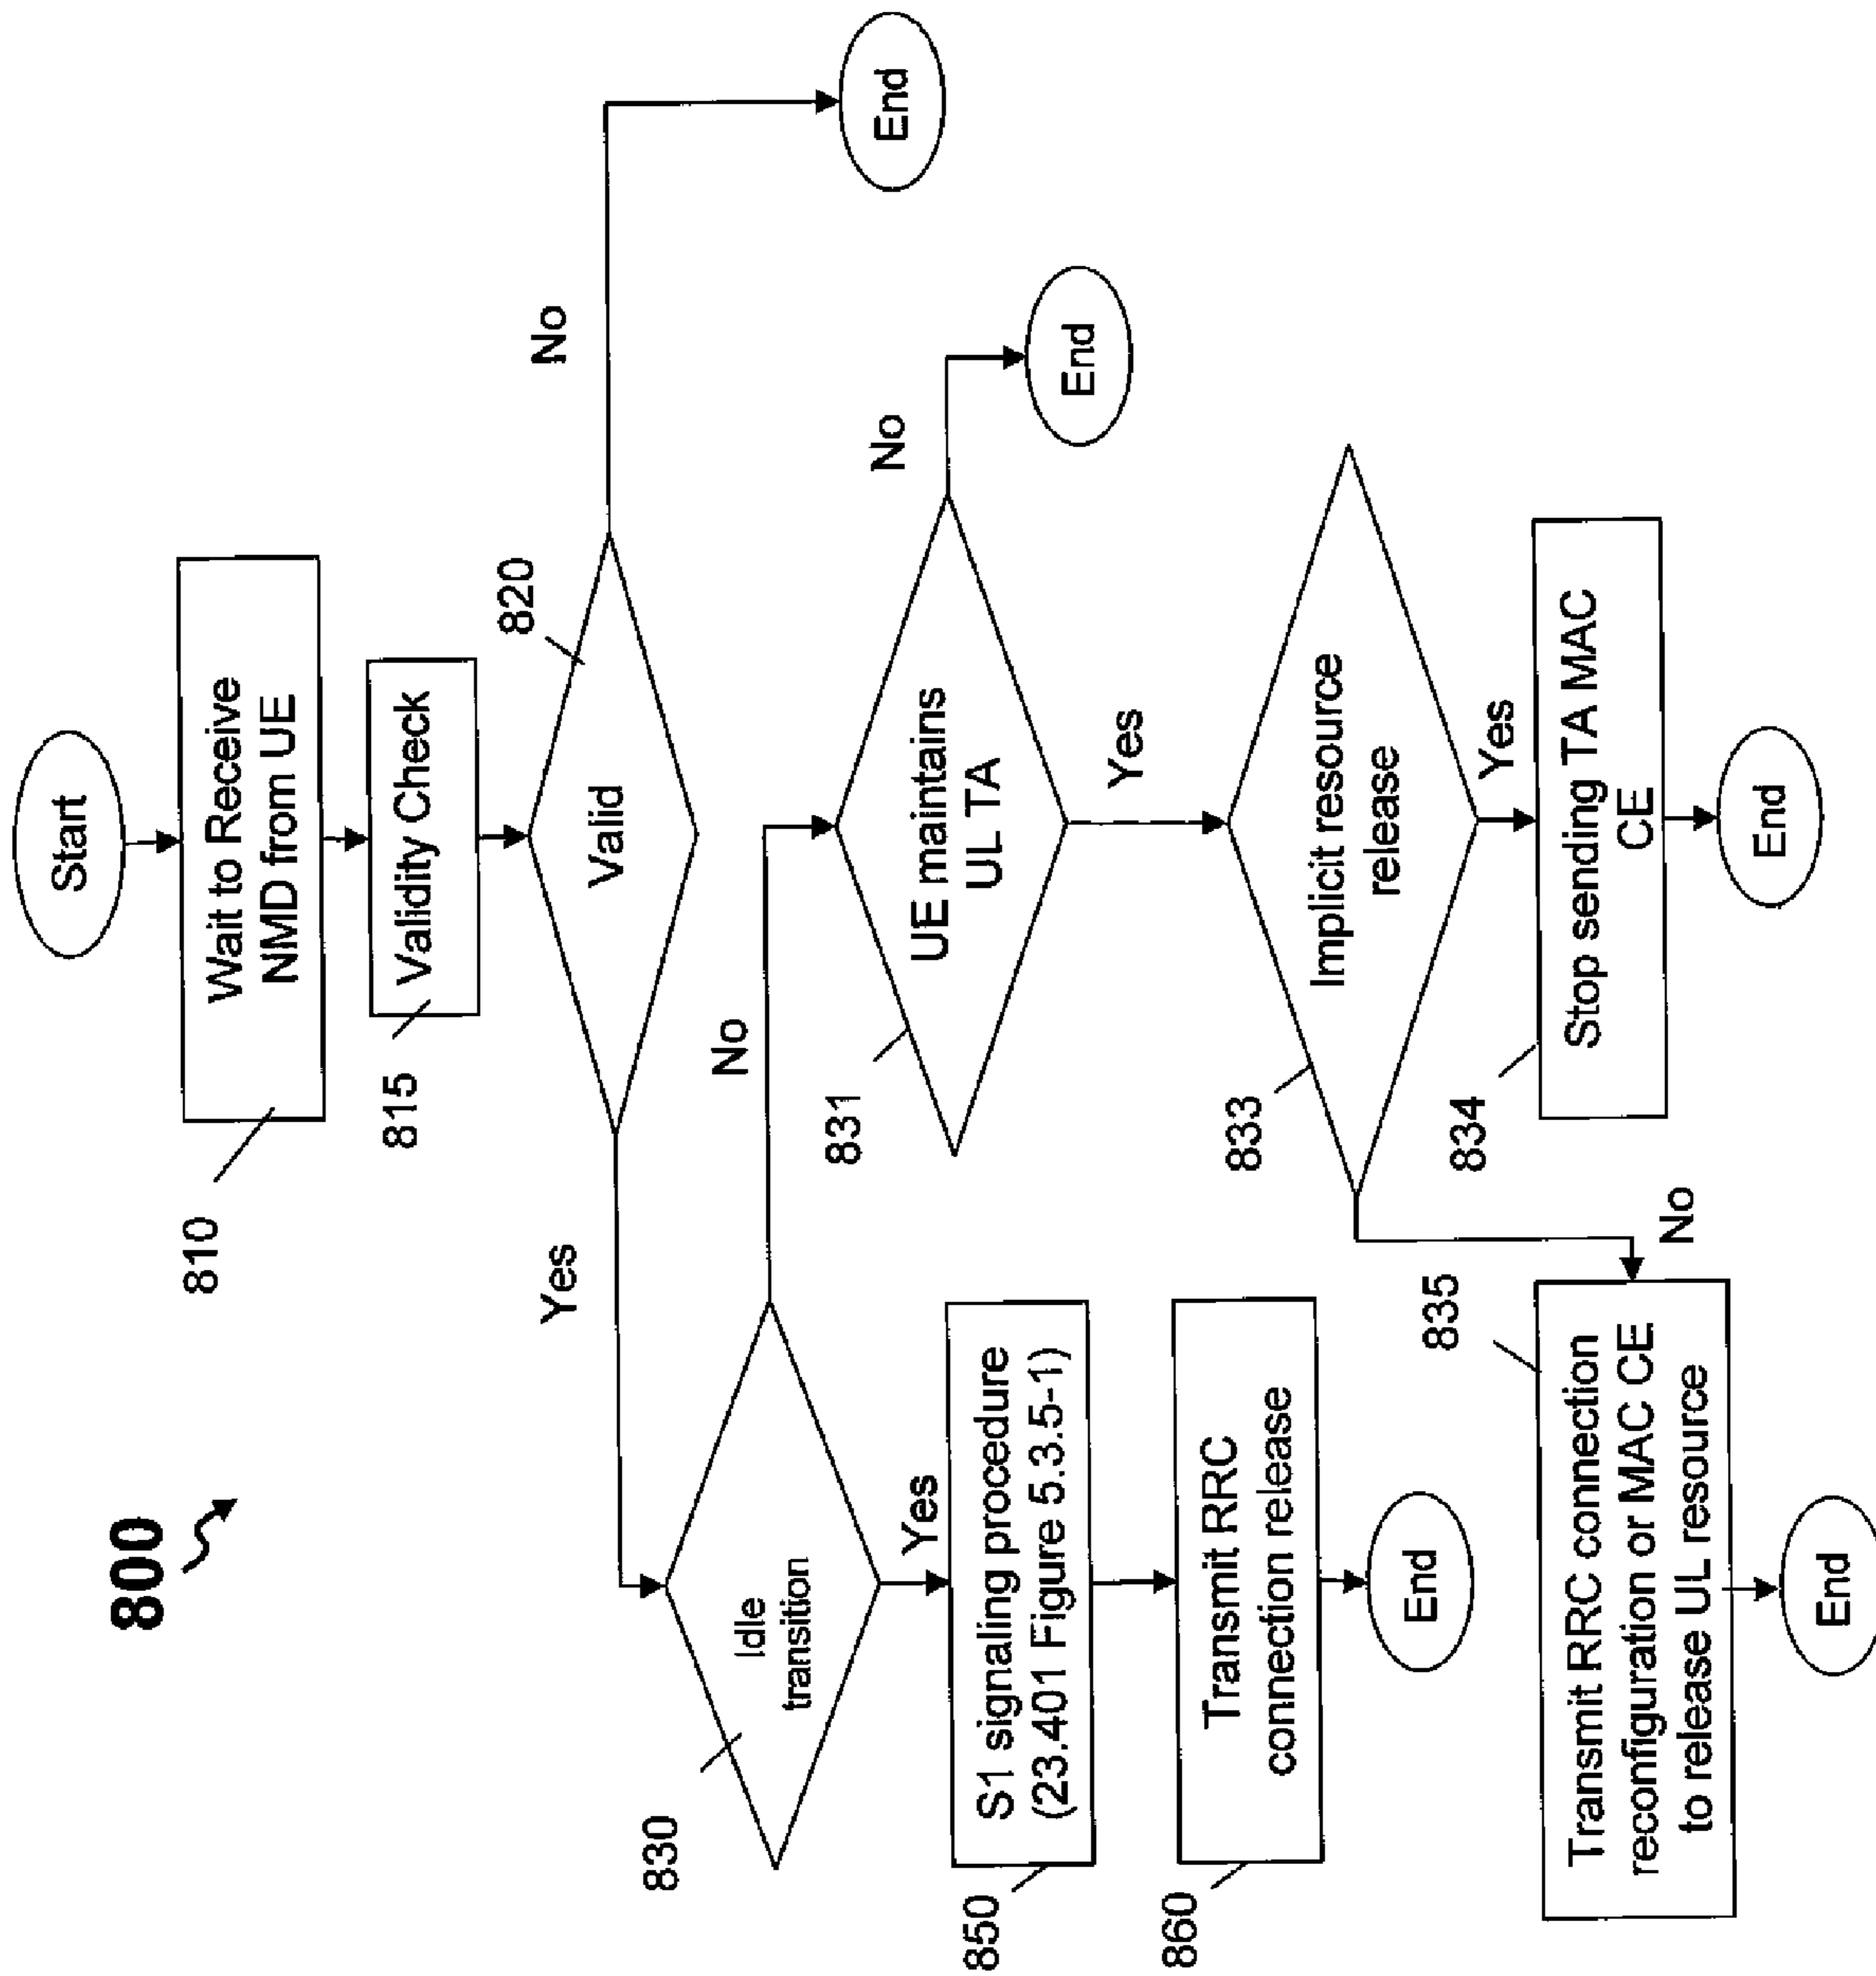 800
Start
810
Wait to Receive
NMD from UE
815
Validity Check
820
Valid
Yes
No
End
830
Idle
transition
No
Yes
831
UE maintains
UL TA
No
End
Yes
850
S1 signaling procedure
(23.401 Figure 5.3.5-1)
860
Transmit RRC
connection release
End
833
Implicit resource
release
Yes
No
834
Stop sending TA MAC
CE
End
835
Transmit RRC connection
reconfiguration or MAC CE
to release UL resource
End